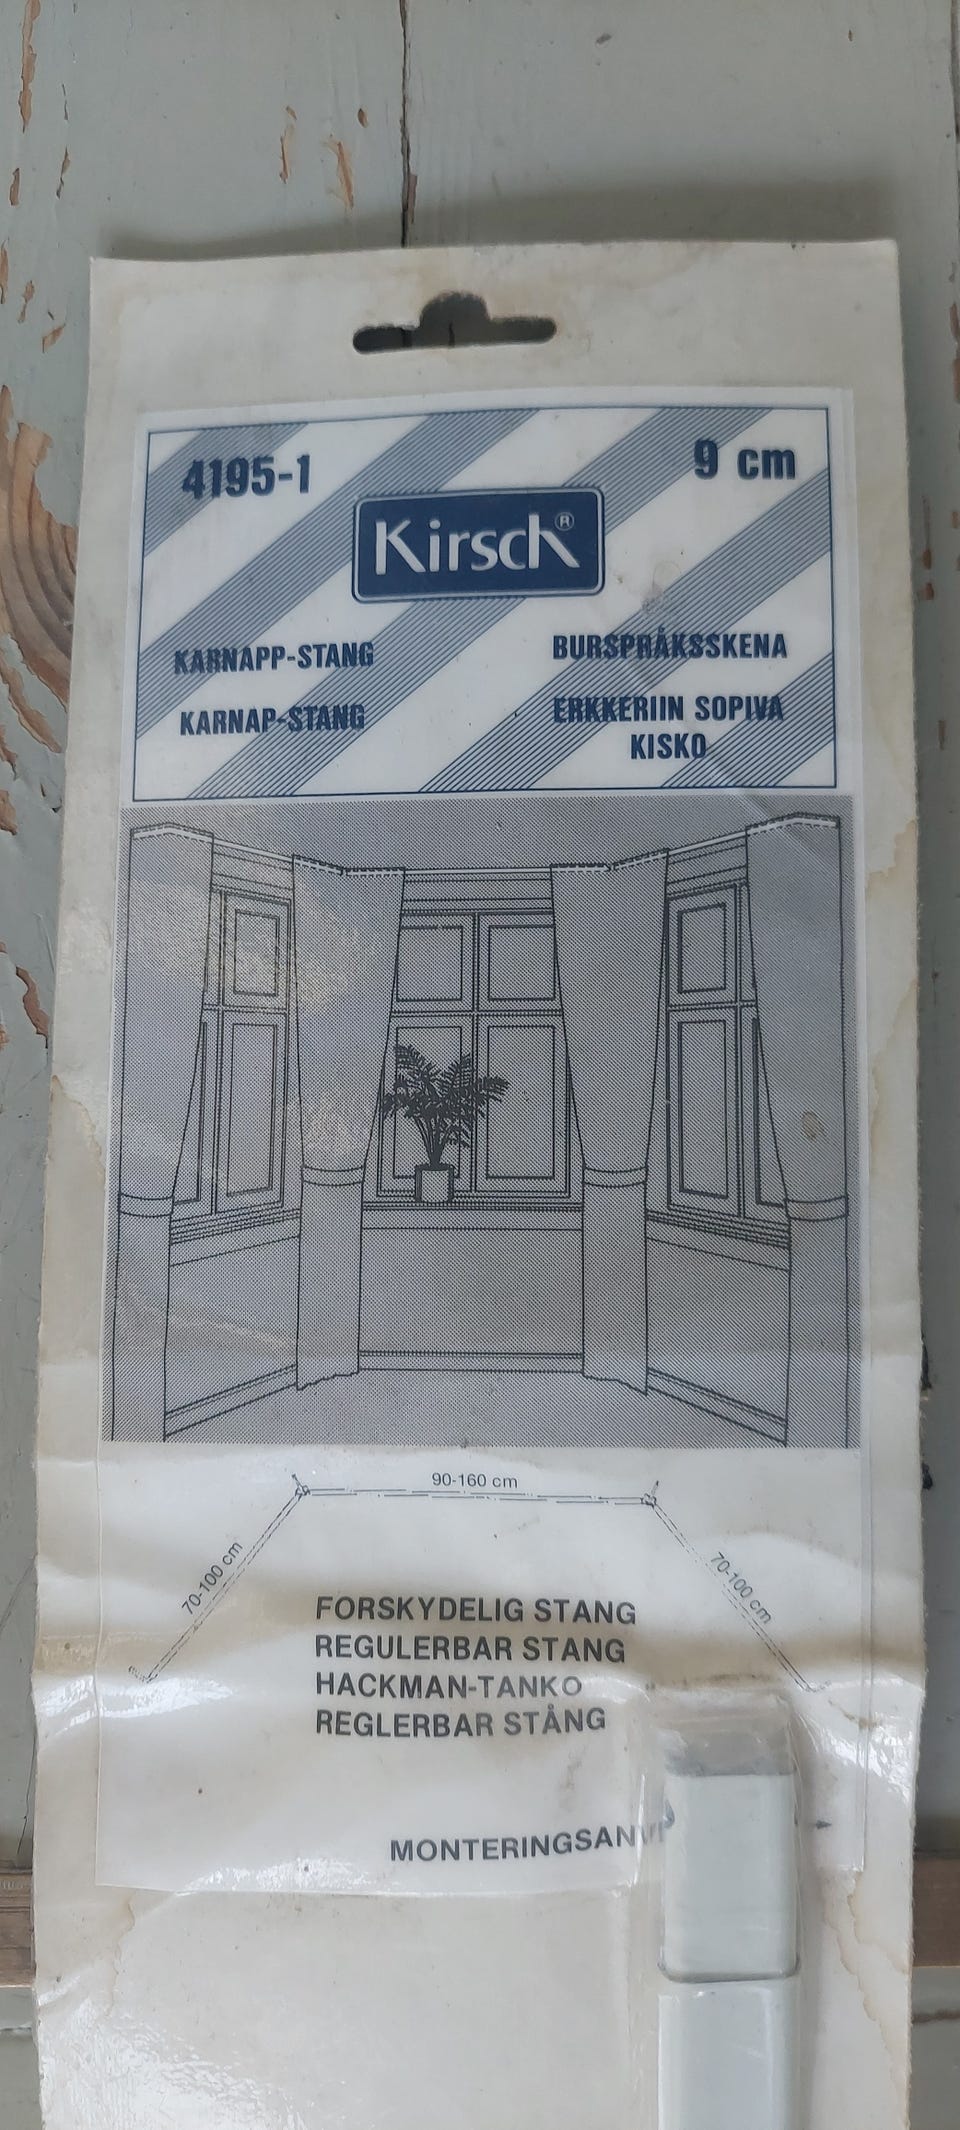 4195-1
9 cm
Kirsch®
KARNAPP-STANG
BURSPRÅKSSKENA
KARNAP-STANG
ERKKERIIN SOPIVA
KISKO
90-160 cm
70-100 cm
70-100 cm
FORSKYDELIG STANG
REGULERBAR STANG
HACKMAN-TANKO
REGLERBAR STÅNG